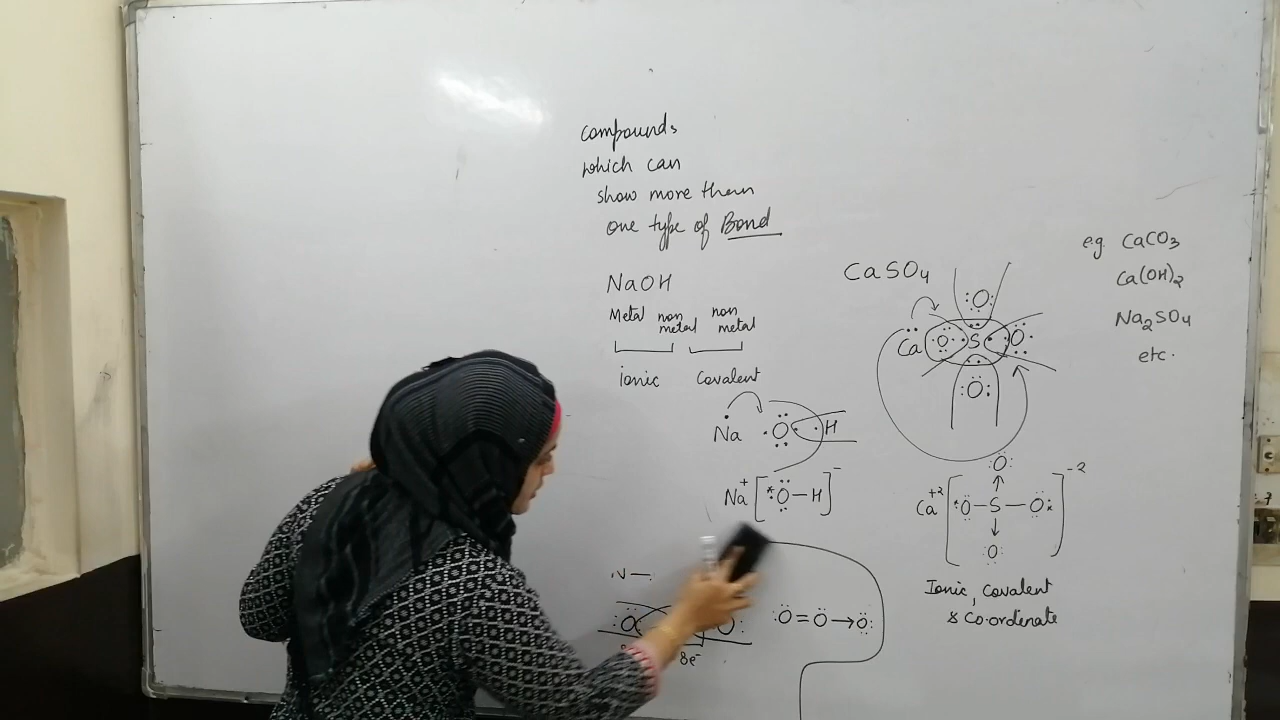 compounds
which can
show more than
one type of Bond
NaOH
Metal non metal non metal
ionic Covalent
Na :Ö: H
Na⁺ [:Ö–H]⁻
8e⁻
:Ö=Ö→Ö:
CaSO₄
:O:
Ca :O: S :O:
:O:
:O:
Ca⁺² [:Ö–S–Ö:]⁻²
:O:
Ionic, Covalent
& Co-ordinate
e.g. CaCO₃
Ca(OH)₂
Na₂SO₄
etc.